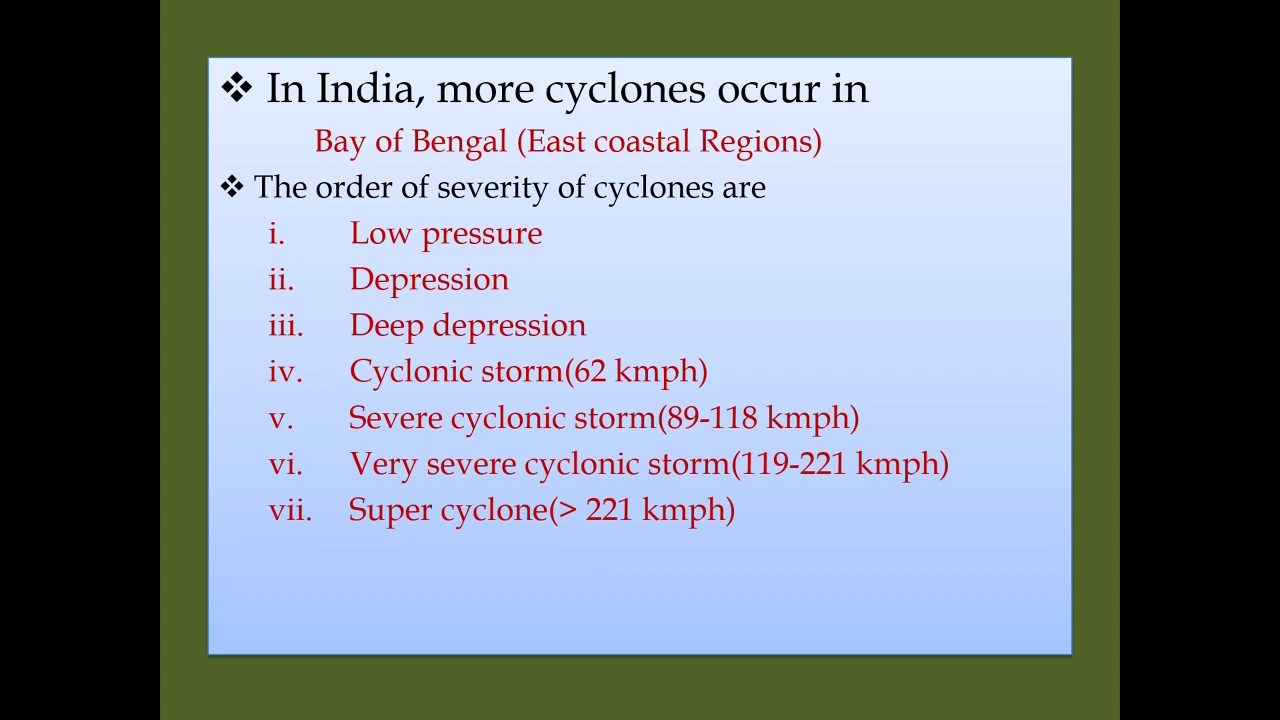 ❖ In India, more cyclones occur in
Bay of Bengal (East coastal Regions)
❖ The order of severity of cyclones are
i. Low pressure
ii. Depression
iii. Deep depression
iv. Cyclonic storm(62 kmph)
v. Severe cyclonic storm(89-118 kmph)
vi. Very severe cyclonic storm(119-221 kmph)
vii. Super cyclone(> 221 kmph)